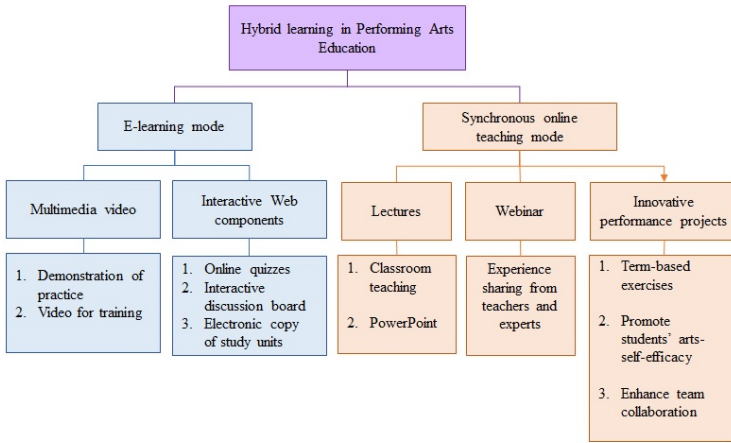 Hybrid learning in Performing Arts
Education
E-learning mode
Synchronous online
teaching mode
Multimedia video
Interactive Web
components
Lectures
Webinar
Innovative
performance projects
1. Demonstration of
practice
2. Video for training
1. Online quizzes
2. Interactive
discussion board
3. Electronic copy
of study units
1. Classroom
teaching
2. PowerPoint
Experience
sharing from
teachers and
experts
1. Term-based
exercises
2. Promote
students’ arts-
self-efficacy
3. Enhance team
collaboration